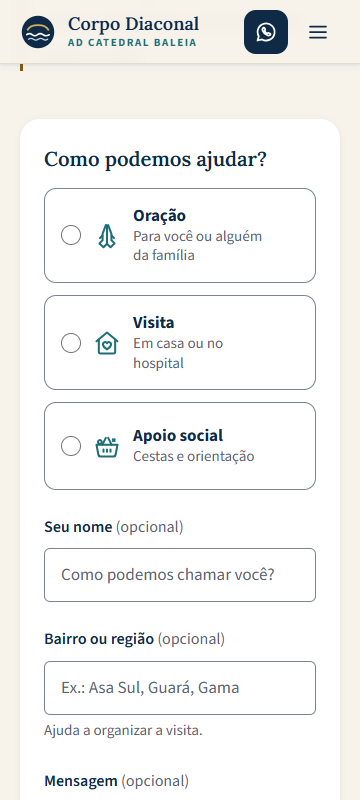 Corpo Diaconal
AD CATEDRAL BALEIA
Como podemos ajudar?
Oração
Para você ou alguém
da família
Visita
Em casa ou no
hospital
Apoio social
Cestas e orientação
Seu nome (opcional)
Como podemos chamar você?
Bairro ou região (opcional)
Ex.: Asa Sul, Guará, Gama
Ajuda a organizar a visita.
Mensagem (opcional)